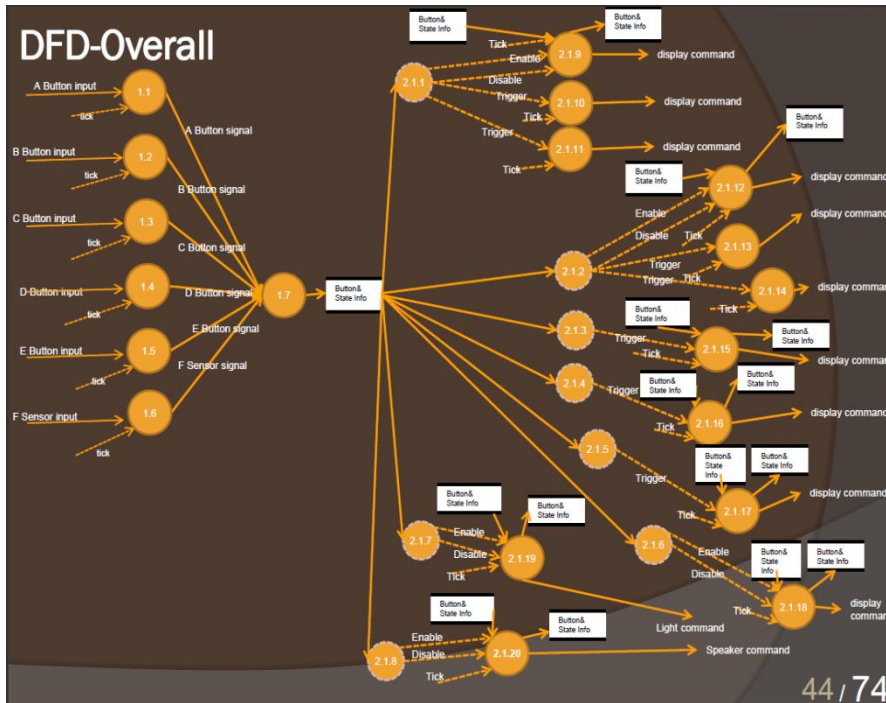 DFD-Overall
A Button input
tick
1.1
A Button signal
B Button input
tick
1.2
B Button signal
C Button input
tick
1.3
C Button signal
D Button input
tick
1.4
D Button signal
E Button input
tick
1.5
E Button signal
F Sensor input
tick
1.6
F Sensor signal
1.7
Button&
State Info
2.1.1
Button&
State Info
Tick
Enable
Disable
2.1.9
Button&
State Info
display command
Trigger
Tick
2.1.10
display command
Trigger
Tick
2.1.11
display command
2.1.2
Button&
State Info
Enable
Disable
Tick
2.1.12
Button&
State Info
display command
Trigger
Tick
2.1.13
display command
Trigger
Tick
2.1.14
display command
2.1.3
Button&
State Info
Trigger
Tick
2.1.15
Button&
State Info
display command
2.1.4
Button&
State Info
Trigger
Tick
2.1.16
Button&
State Info
display command
2.1.5
Button&
State
Info
Trigger
Tick
2.1.17
Button&
State Info
display command
2.1.6
Button&
State
Info
Enable
Disable
Tick
2.1.18
Button&
State Info
display
command
2.1.7
Button&
State Info
Enable
Disable
Tick
2.1.19
Button&
State Info
Light command
2.1.8
Button&
State Info
Enable
Disable
Tick
2.1.20
Button&
State Info
Speaker command
44 / 74